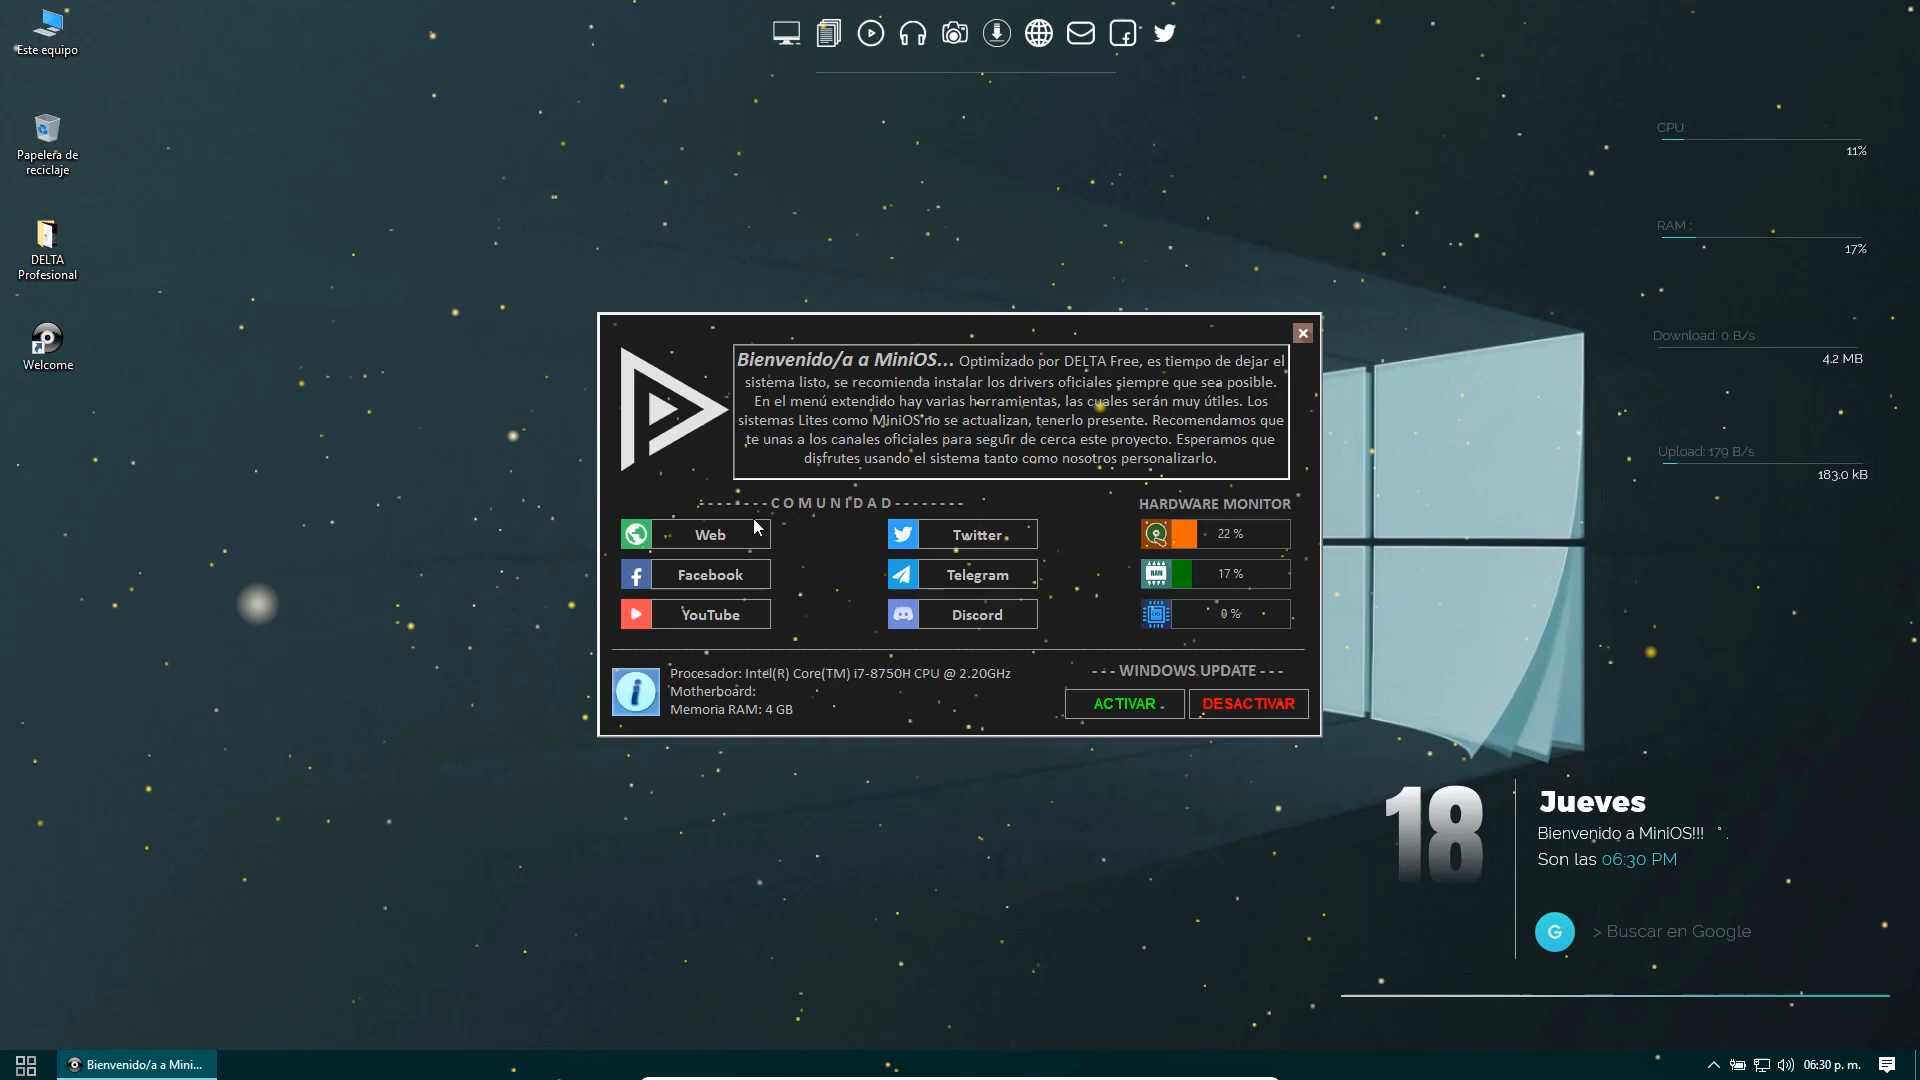 Este equipo
Papelera de
reciclaje
DELTA
Profesional
Welcome
CPU:
11%
RAM :
17%
Download: 0 B/s
4.2 MB
Upload: 179 B/s
183.0 kB
Bienvenido/a a MiniOS... Optimizado por DELTA Free, es tiempo de dejar el
sistema listo, se recomienda instalar los drivers oficiales siempre que sea posible.
En el menú extendido hay varias herramientas, las cuales serán muy útiles. Los
sistemas Lites como MiniOS no se actualizan, tenerlo presente. Recomendamos que
te unas a los canales oficiales para seguir de cerca este proyecto. Esperamos que
disfrutes usando el sistema tanto como nosotros personalizarlo.
- - - - - - - - C O M U N I D A D - - - - - - - -
Web
Facebook
YouTube
Twitter
Telegram
Discord
HARDWARE MONITOR
22 %
RAM
17 %
0 %
Procesador: Intel(R) Core(TM) i7-8750H CPU @ 2.20GHz
Motherboard:
Memoria RAM: 4 GB
- - - WINDOWS UPDATE - - -
ACTIVAR
DESACTIVAR
18
Jueves
Bienvenido a MiniOS!!!
Son las 06:30 PM
G
> Buscar en Google
Bienvenido/a a Mini...
06:30 p. m.